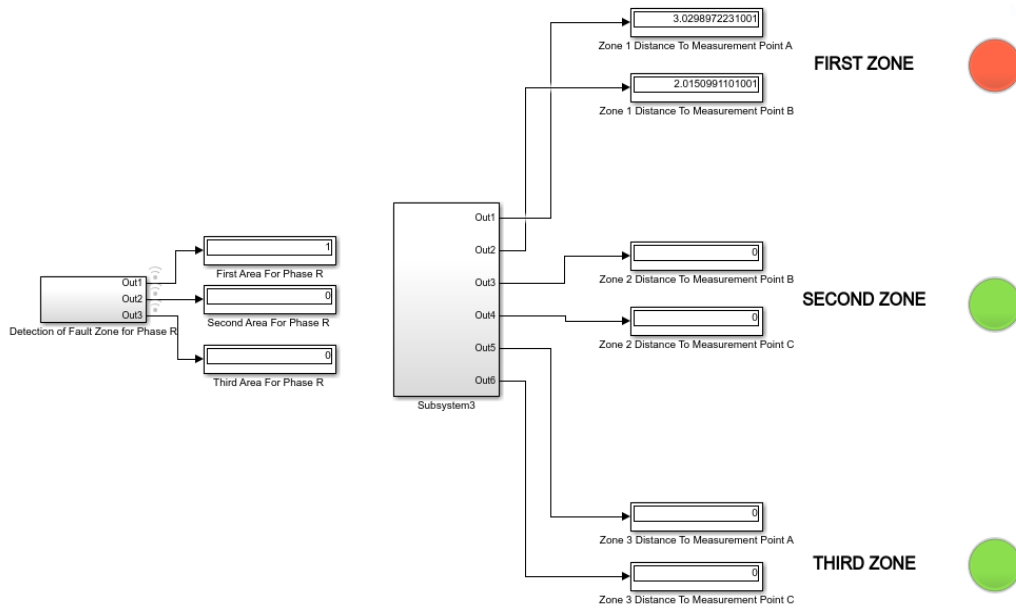 3.0298972231001
Zone 1 Distance To Measurement Point A
FIRST ZONE
2.0150991101001
Zone 1 Distance To Measurement Point B
Out1
Out2
Out3
Out4
Out5
Out6
Subsystem3
1
First Area For Phase R
Out1
Out2
Out3
Detection of Fault Zone for Phase R
0
Second Area For Phase R
0
Third Area For Phase R
0
Zone 2 Distance To Measurement Point B
SECOND ZONE
0
Zone 2 Distance To Measurement Point C
0
Zone 3 Distance To Measurement Point A
THIRD ZONE
0
Zone 3 Distance To Measurement Point C